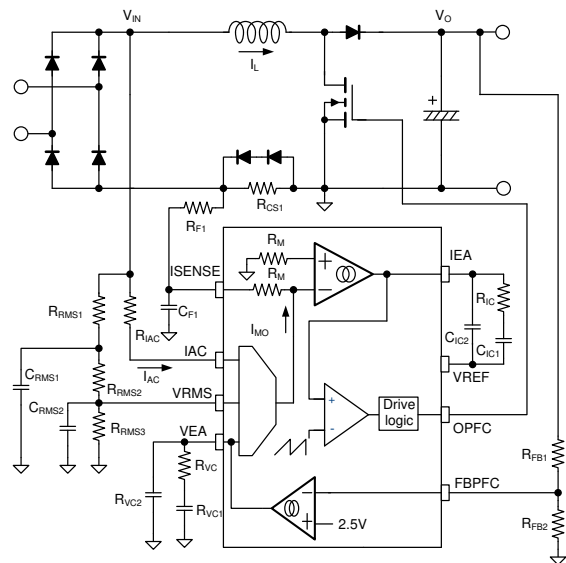 VIN
VO
IL
RCS1
RF1
ISENSE
RM
RM
IEA
CF1
RIC
RRMS1
RIAC
IMO
CIC2
CIC1
IAC
VREF
CRMS1
IAC
RRMS2
VRMS
CRMS2
+
-
Drive
logic
OPFC
RRMS3
VEA
RVC
RFB1
FBPFC
RVC2
RVC1
2.5V
RFB2